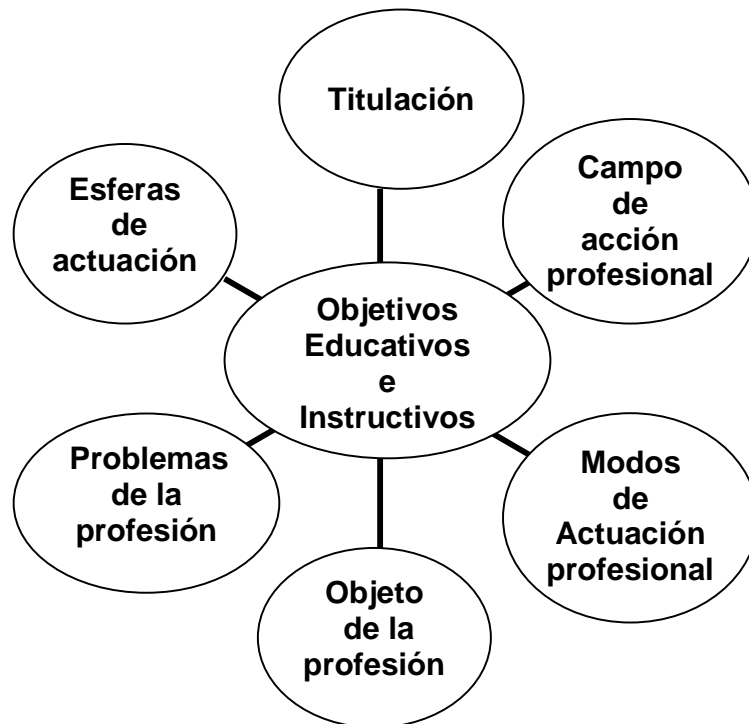 Titulación
Esferas
de
actuación
Campo
de
acción
profesional
Objetivos
Educativos
e
Instructivos
Problemas
de la
profesión
Modos
de
Actuación
profesional
Objeto
de la
profesión